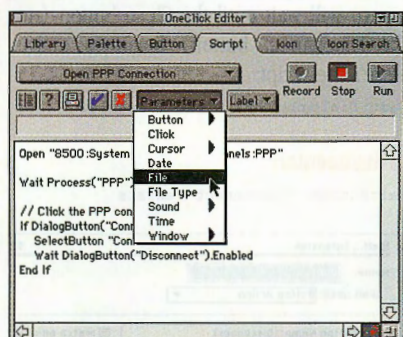 OneClick Editor
Library Palette Button Script Icon Icon Search
Open PPP Connection
Record Stop Run
Parameters Label
Button
Click
Cursor
Date
File
File Type
Sound
Time
Window
Open "8500:System nels:PPP"
Wait Process("PPP")
// Click the PPP con
If DialogButton("Conn
SelectButton "Con
Wait DialogButton("Disconnect").Enabled
End If